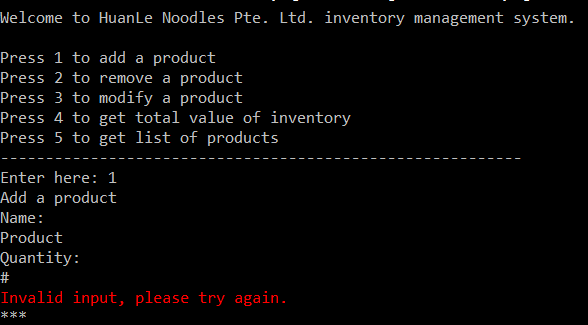 Welcome to HuanLe Noodles Pte. Ltd. inventory management system.
Press 1 to add a product
Press 2 to remove a product
Press 3 to modify a product
Press 4 to get total value of inventory
Press 5 to get list of products
----------------------------------------------------------
Enter here: 1
Add a product
Name:
Product
Quantity:
#
Invalid input, please try again.
***